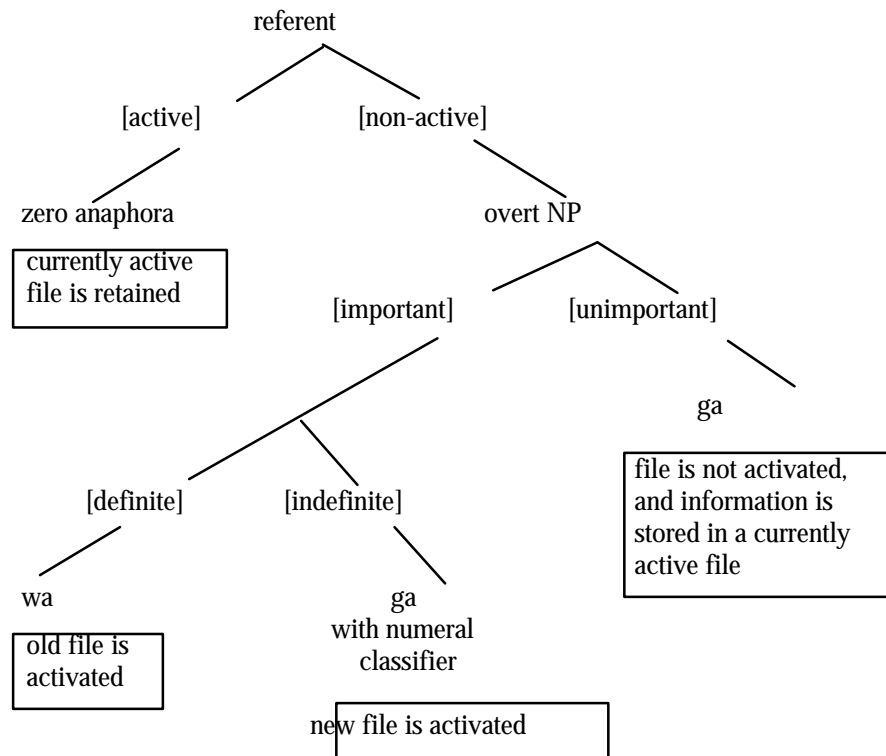 referent
[active]
[non-active]
zero anaphora
overt NP
currently active
file is retained
[important]
[unimportant]
ga
file is not activated,
and information is
stored in a currently
active file
[definite]
[indefinite]
wa
ga
with numeral
classifier
old file is
activated
new file is activated